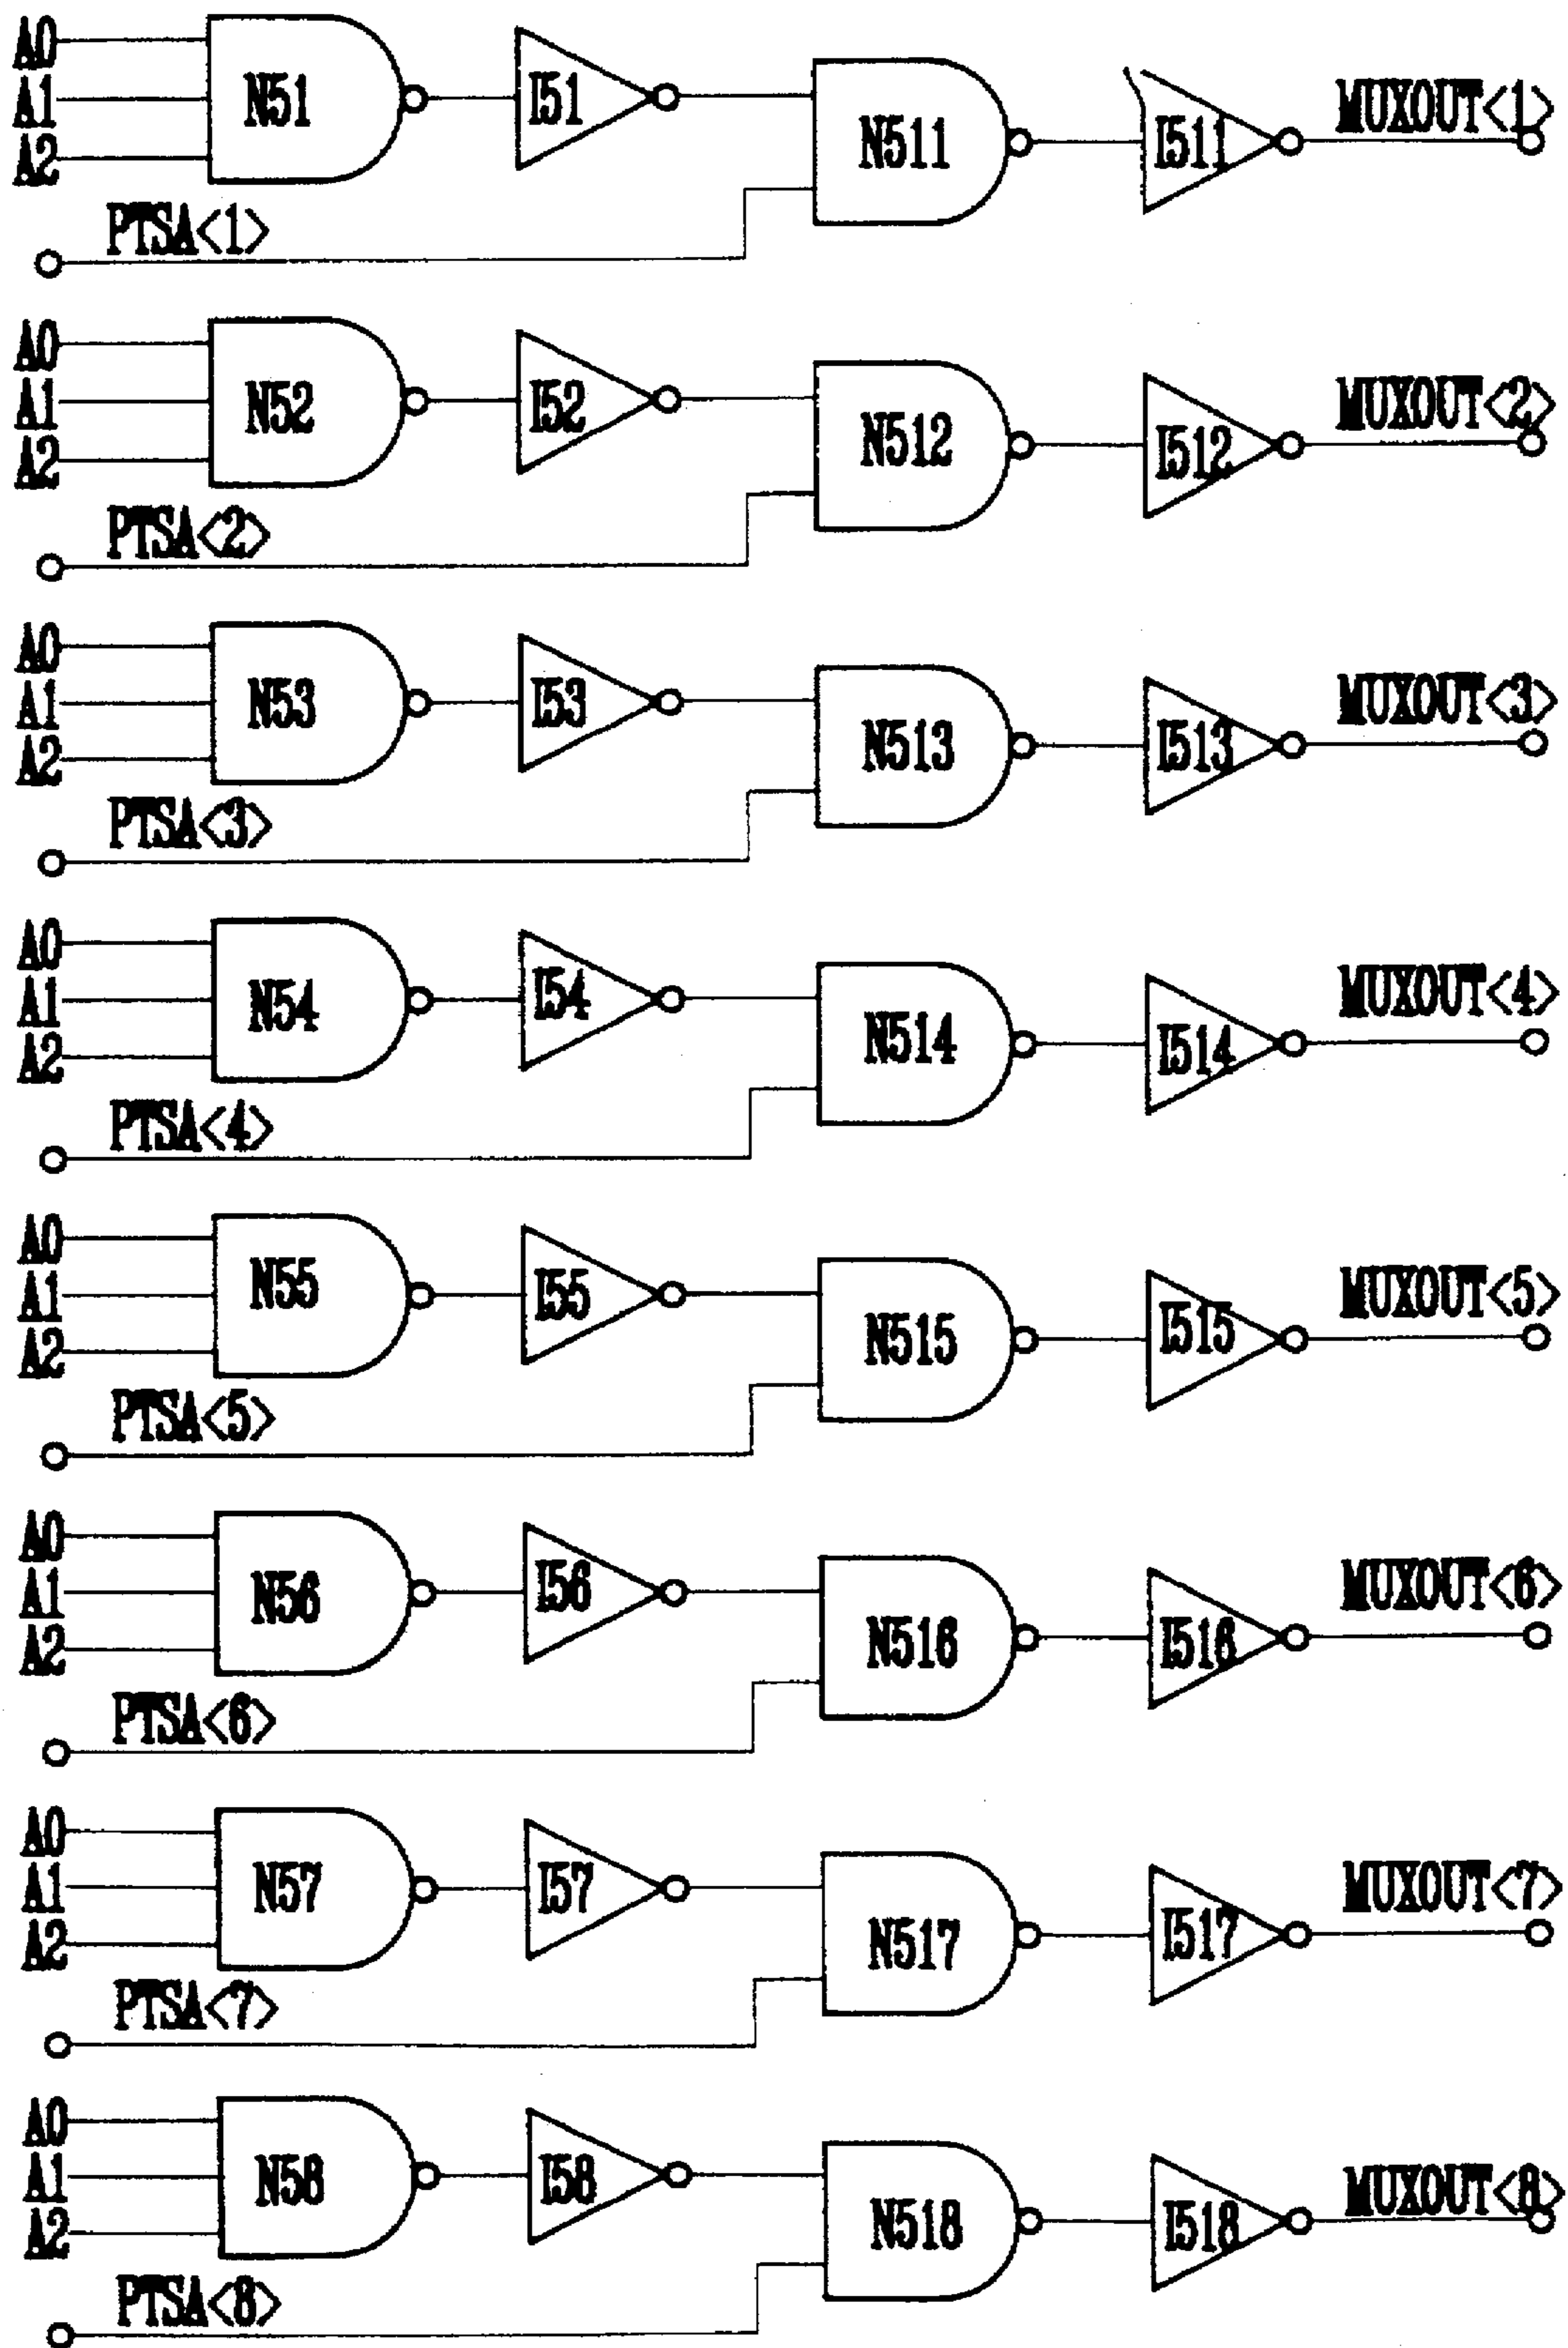 A0
A1
A2
N51
I51
N511
I511
MUXOUT<1>
PTSA<1>
A0
A1
A2
N52
I52
N512
I512
MUXOUT<2>
PTSA<2>
A0
A1
A2
N53
I53
N513
I513
MUXOUT<3>
PTSA<3>
A0
A1
A2
N54
I54
N514
I514
MUXOUT<4>
PTSA<4>
A0
A1
A2
N55
I55
N515
I515
MUXOUT<5>
PTSA<5>
A0
A1
A2
N56
I56
N516
I516
MUXOUT<6>
PTSA<6>
A0
A1
A2
N57
I57
N517
I517
MUXOUT<7>
PTSA<7>
A0
A1
A2
N58
I58
N518
I518
MUXOUT<8>
PTSA<8>